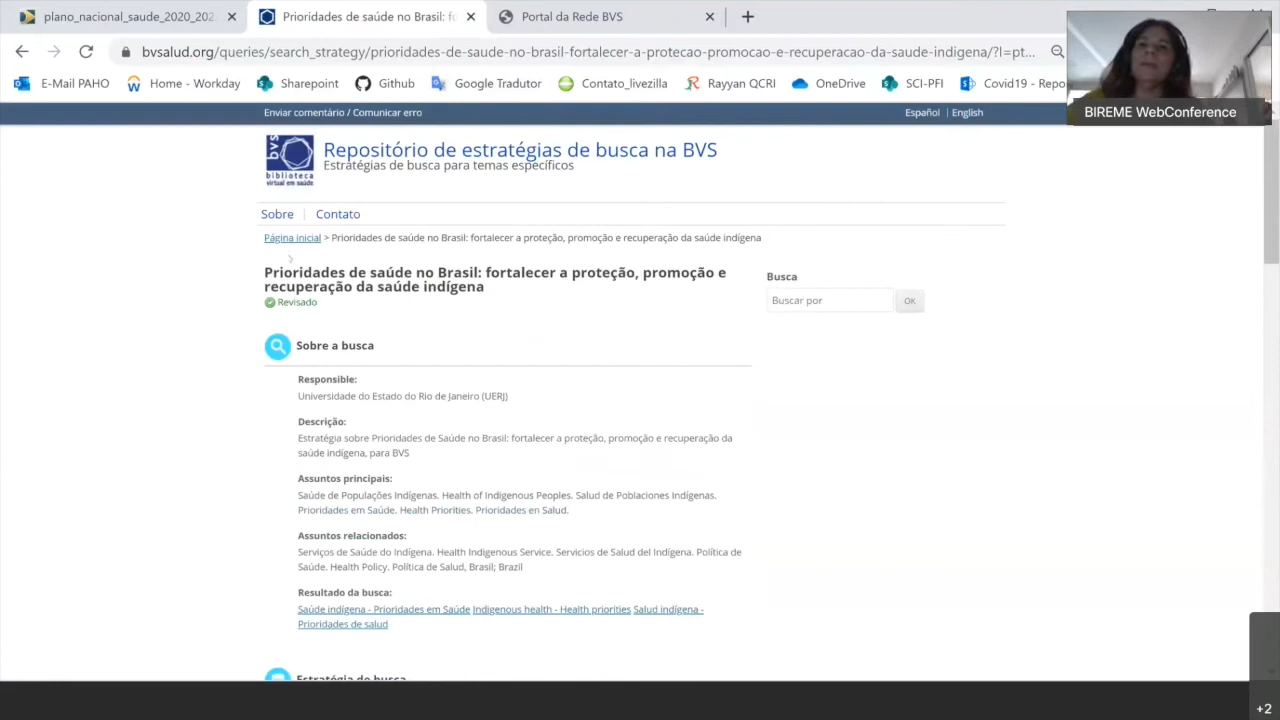 plano_nacional_saude_2020_202
Prioridades de saúde no Brasil: fo
Portal da Rede BVS
bvsalud.org/queries/search_strategy/prioridades-de-saude-no-brasil-fortalecer-a-protecao-promocao-e-recuperacao-da-saude-indigena/?l=pt...
E-Mail PAHO
Home - Workday
Sharepoint
Github
Google Tradutor
Contato_livezilla
Rayyan QCRI
OneDrive
SCI-PFI
Covid19 - Repo
BIREME WebConference
Enviar comentário / Comunicar erro
Español | English
bvs
biblioteca
virtual em saúde
Repositório de estratégias de busca na BVS
Estratégias de busca para temas específicos
Sobre | Contato
Página inicial > Prioridades de saúde no Brasil: fortalecer a proteção, promoção e recuperação da saúde indígena
Prioridades de saúde no Brasil: fortalecer a proteção, promoção e
recuperação da saúde indígena
Revisado
Busca
Buscar por
OK
Sobre a busca
Responsible:
Universidade do Estado do Rio de Janeiro (UERJ)
Descrição:
Estratégia sobre Prioridades de Saúde no Brasil: fortalecer a proteção, promoção e recuperação da
saúde indígena, para BVS
Assuntos principais:
Saúde de Populações Indígenas. Health of Indigenous Peoples. Salud de Poblaciones Indígenas.
Prioridades em Saúde. Health Priorities. Prioridades en Salud.
Assuntos relacionados:
Serviços de Saúde do Indígena. Health Indigenous Service. Servicios de Salud del Indígena. Política de
Saúde. Health Policy. Política de Salud, Brasil; Brazil
Resultado da busca:
Saúde indígena - Prioridades em Saúde Indigenous health - Health priorities Salud indígena -
Prioridades de salud
Estratégia de busca
+2